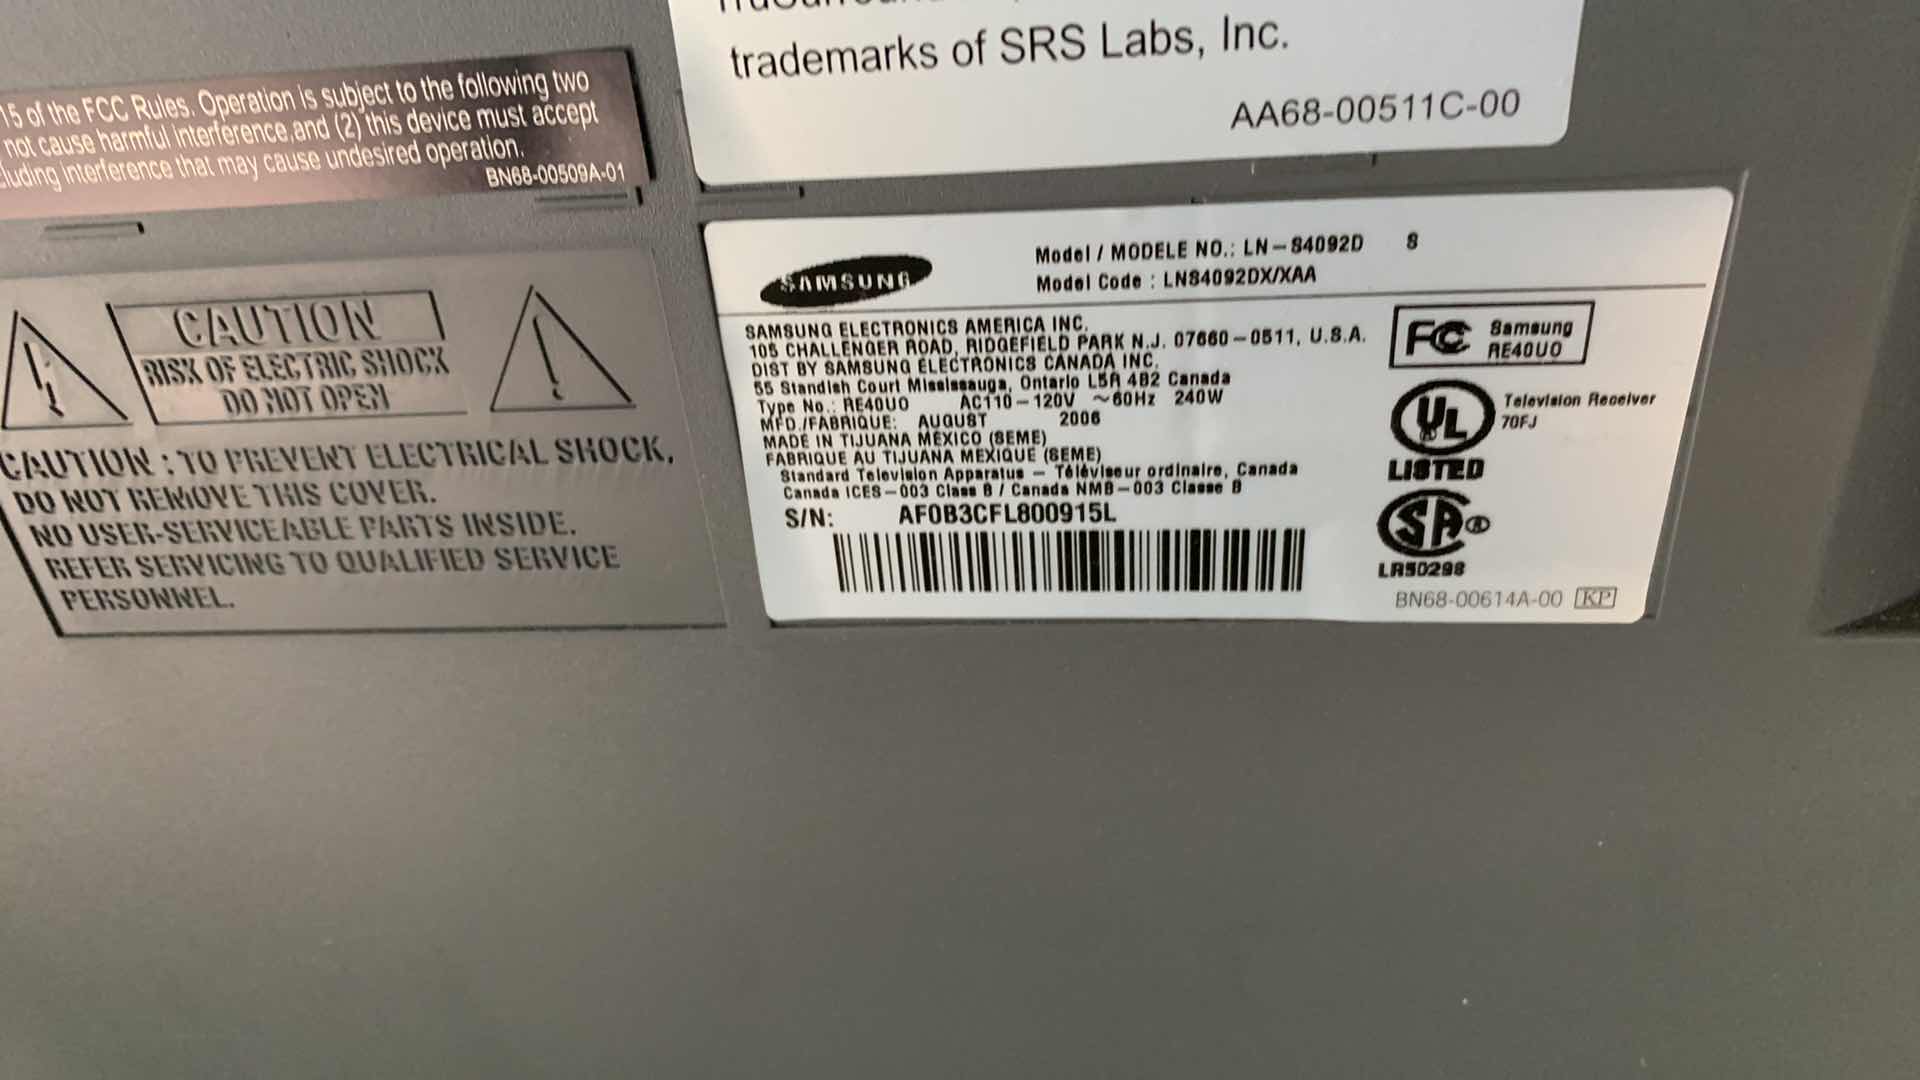 trademarks of SRS Labs, Inc.
AA68-00511C-00
15 of the FCC Rules. Operation is subject to the following two
not cause harmful interference,and (2) this device must accept
interference that may cause undesired operation.
BN68-00509A-01
CAUTION
RISK OF ELECTRIC SHOCK
DO NOT OPEN
CAUTION : TO PREVENT ELECTRICAL SHOCK,
DO NOT REMOVE THIS COVER.
NO USER-SERVICEABLE PARTS INSIDE.
REFER SERVICING TO QUALIFIED SERVICE
PERSONNEL.
SAMSUNG
Model / MODELE NO.: LN-S4092D S
Model Code : LNS4092DX/XAA
SAMSUNG ELECTRONICS AMERICA INC.
105 CHALLENGER ROAD, RIDGEFIELD PARK N.J. 07660-0511, U.S.A.
DIST BY SAMSUNG ELECTRONICS CANADA INC.
55 Standish Court Mississauga, Ontario L5R 4B2 Canada
Type No.: RE40UO AC110-120V ~60Hz 240W
MFD./FABRIQUE: AUGUST 2006
MADE IN TIJUANA MEXICO (SEME)
FABRIQUE AU TIJUANA MEXIQUE (SEME)
Standard Television Apparatus - Téléviseur ordinaire, Canada
Canada ICES-003 Class B / Canada NMB-003 Classe B
S/N: AF0B3CFL800915L
FC Samsung
RE40UO
UL Television Receiver
70FJ
LISTED
SA ®
LR50298
BN68-00614A-00 KP